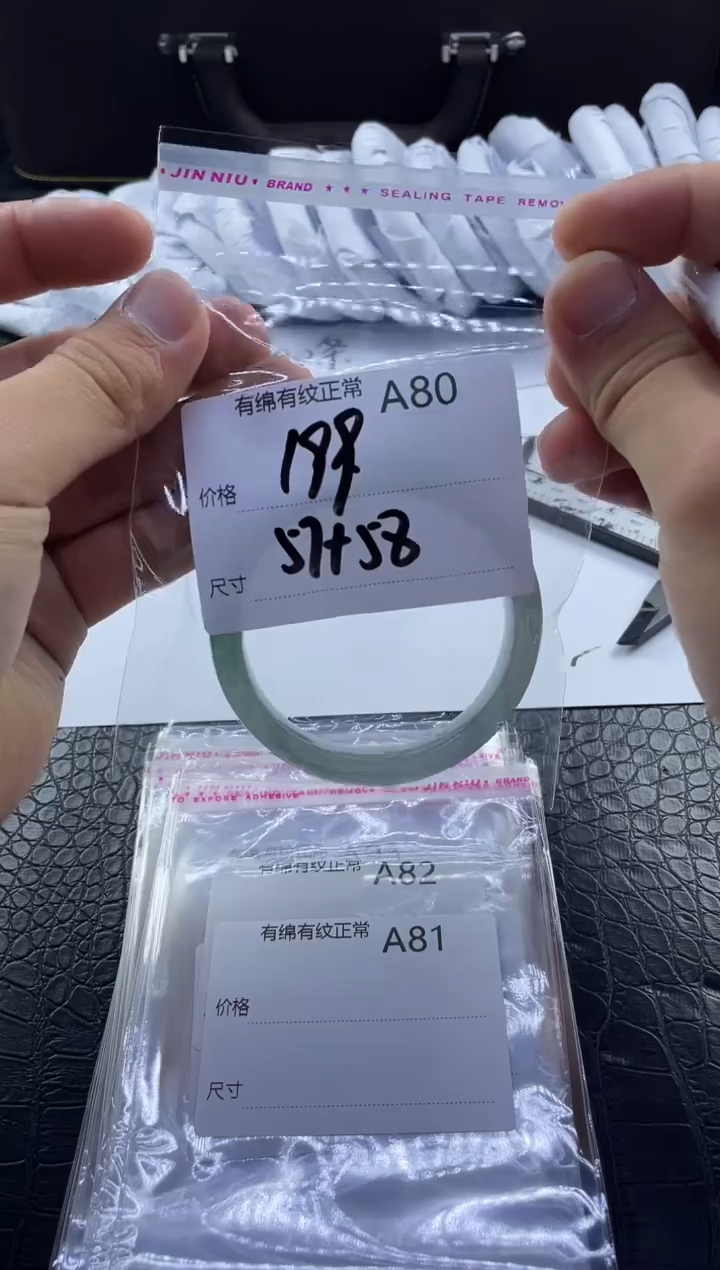 JIN NIU BRAND ★ ★ ★ SEALING TAPE REMOV
条
有绵有纹正常 A80
价格 199
尺寸 57+58
JIN NIU BRAND
TO EXPOSE ADHESIVE
有绵有纹正常 A82
有绵有纹正常 A81
价格
尺寸